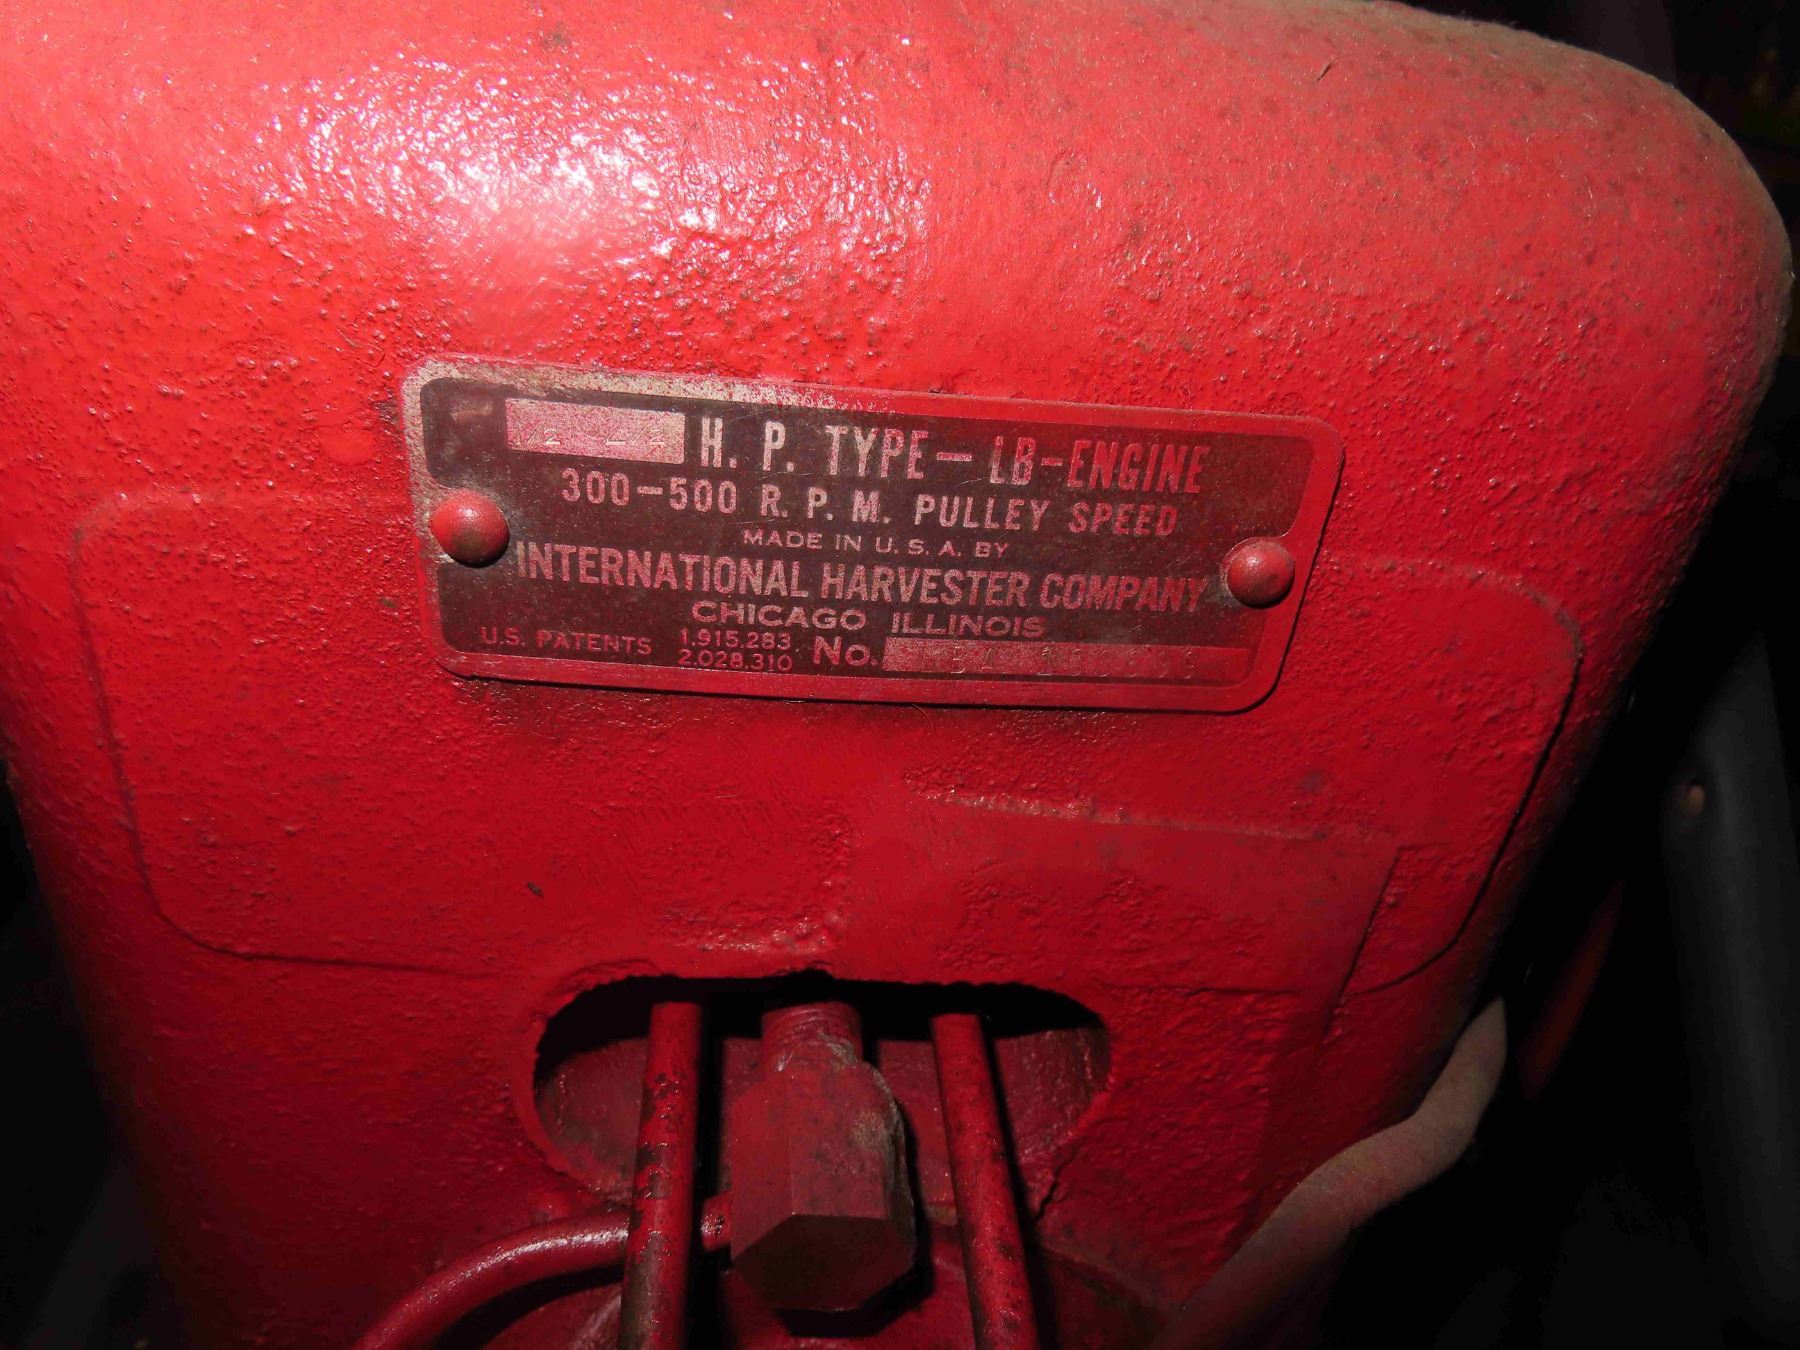 H. P. TYPE — LB-ENGINE
300-500 R. P. M. PULLEY SPEED
MADE IN U. S. A. BY
INTERNATIONAL HARVESTER COMPANY
CHICAGO ILLINOIS
U.S. PATENTS 1.915.283 2.028.310 No.